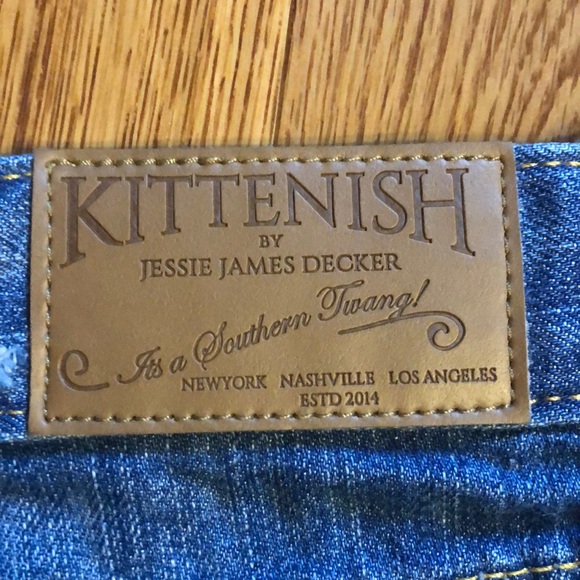 KITTENISH
BY
JESSIE JAMES DECKER
Its a Southern Twang!
NEWYORK NASHVILLE LOS ANGELES
ESTD 2014